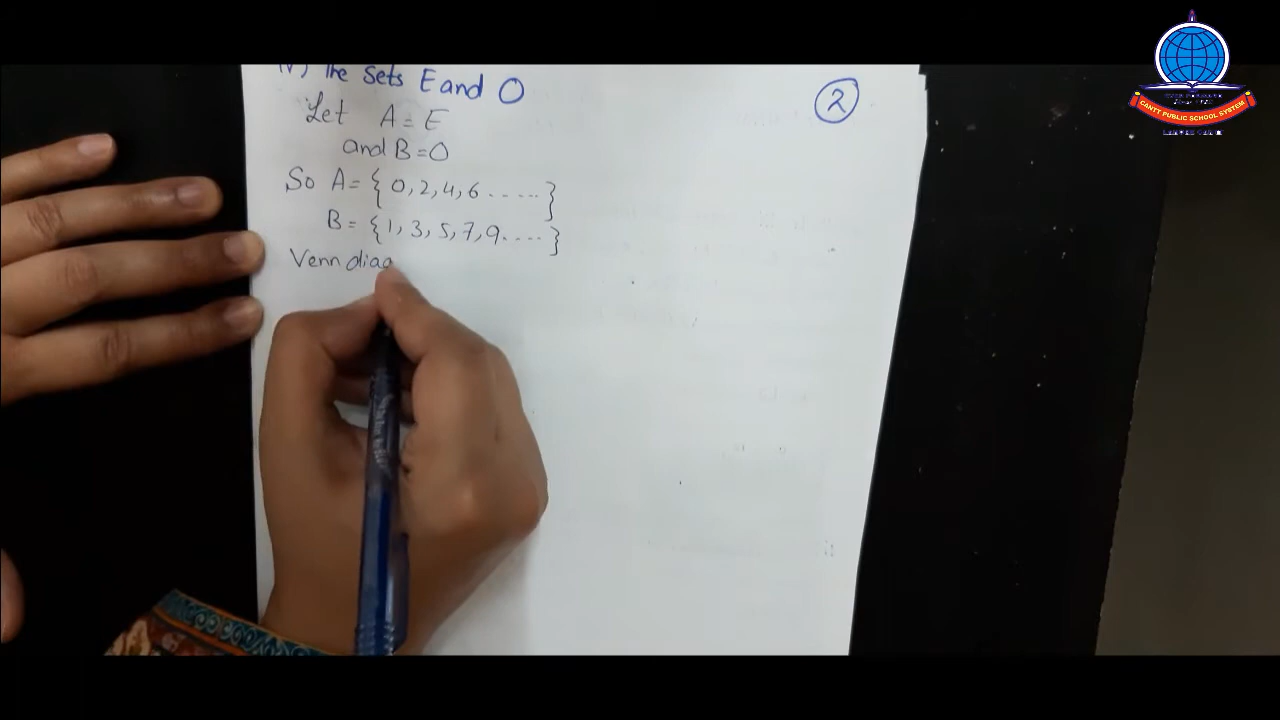 IV) The sets E and O
2
Let A = E
and B = O
So A = { 0, 2, 4, 6 ...... }
B = { 1, 3, 5, 7, 9..... }
Venn diag
CANTT PUBLIC SCHOOL SYSTEM